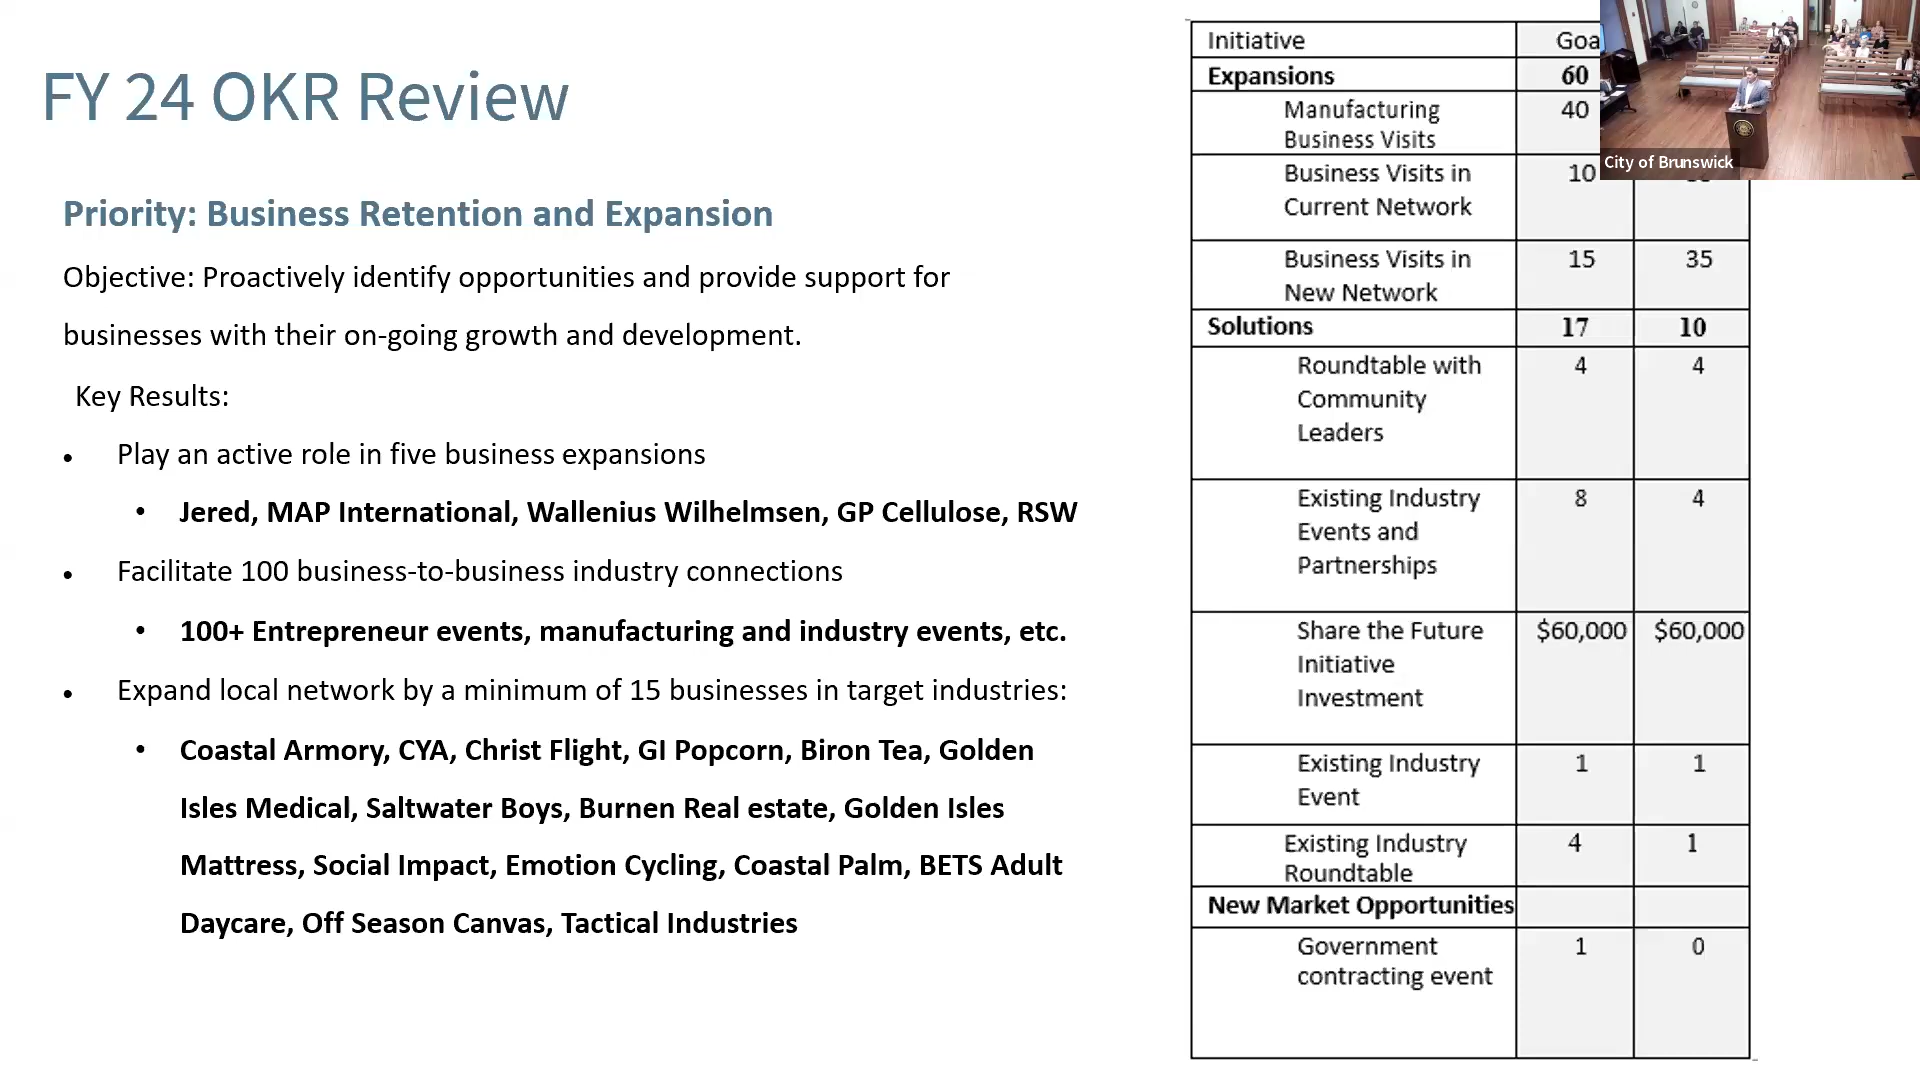 FY 24 OKR Review
Priority: Business Retention and Expansion
Objective: Proactively identify opportunities and provide support for
businesses with their on-going growth and development.
Key Results:
• Play an active role in five business expansions
• Jered, MAP International, Wallenius Wilhelmsen, GP Cellulose, RSW
• Facilitate 100 business-to-business industry connections
• 100+ Entrepreneur events, manufacturing and industry events, etc.
• Expand local network by a minimum of 15 businesses in target industries:
• Coastal Armory, CYA, Christ Flight, GI Popcorn, Biron Tea, Golden
Isles Medical, Saltwater Boys, Burnen Real estate, Golden Isles
Mattress, Social Impact, Emotion Cycling, Coastal Palm, BETS Adult
Daycare, Off Season Canvas, Tactical Industries
Initiative Goa
Expansions 60
Manufacturing 40
Business Visits
Business Visits in 10
Current Network
Business Visits in 15 35
New Network
Solutions 17 10
Roundtable with 4 4
Community
Leaders
Existing Industry 8 4
Events and
Partnerships
Share the Future $60,000 $60,000
Initiative
Investment
Existing Industry 1 1
Event
Existing Industry 4 1
Roundtable
New Market Opportunities
Government 1 0
contracting event
City of Brunswick